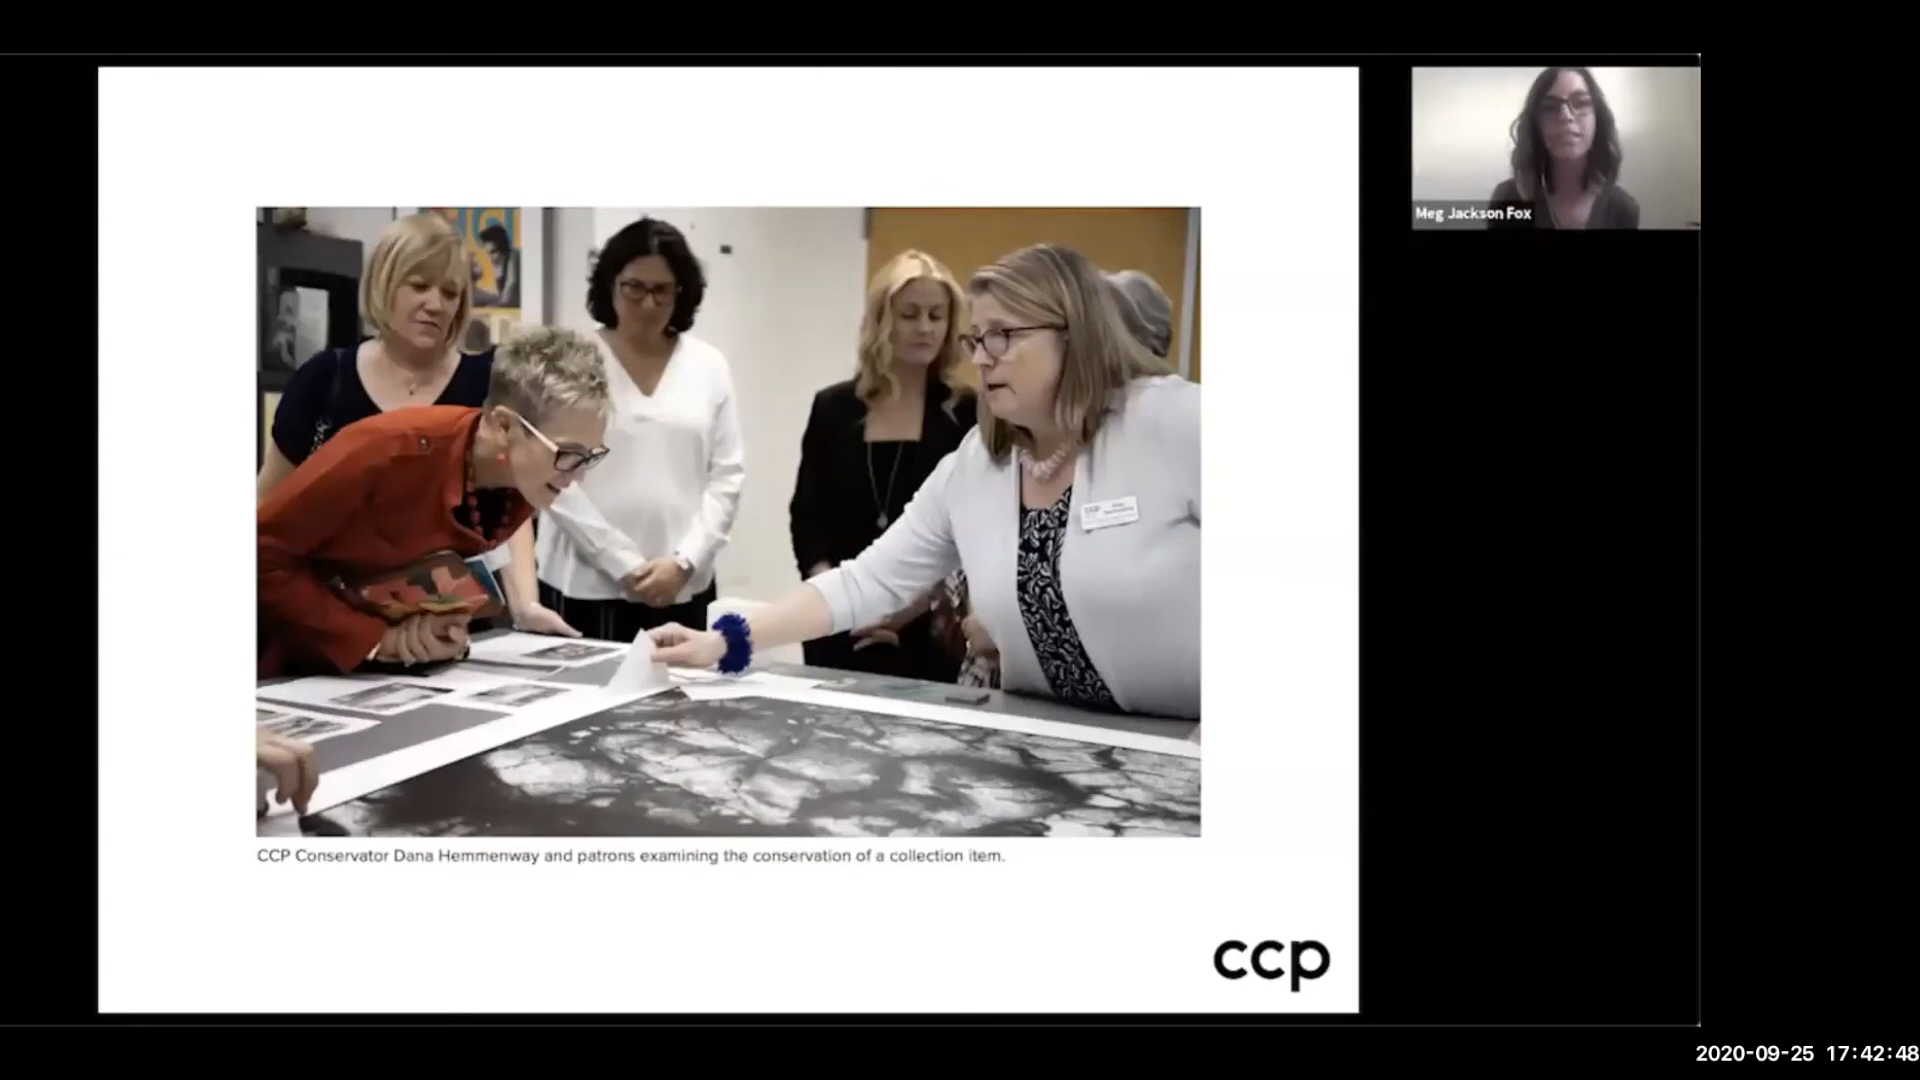 Meg Jackson Fox
CCP
CCP Conservator Dana Hemmenway and patrons examining the conservation of a collection item.
ccp
2020-09-25 17:42:48